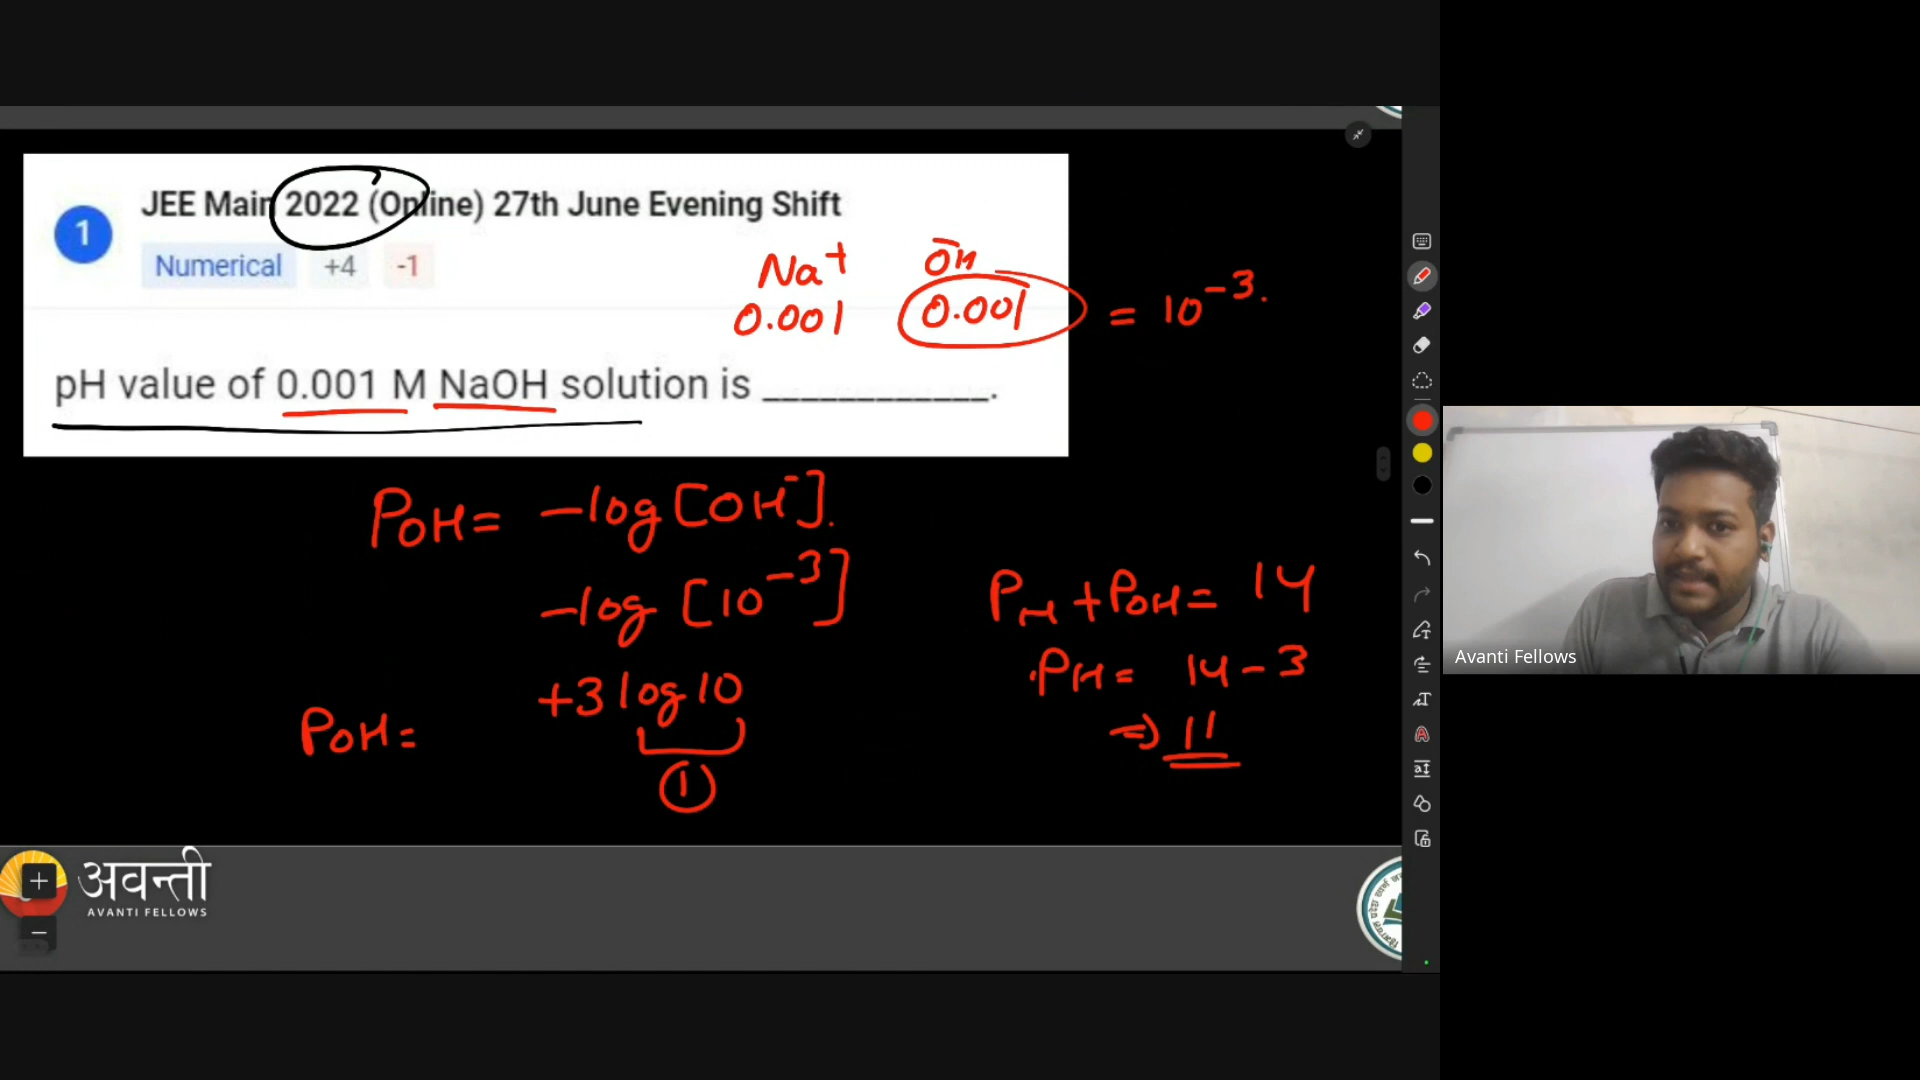 1
JEE Main 2022 (Online) 27th June Evening Shift
Numerical +4 -1
Na+ OH-
0.001 0.001 = 10-3.
pH value of 0.001 M NaOH solution is ____________.
POH = -log[OH-].
-log [10-3]
+3 log 10
POH =
1
PH + POH = 14
PH = 14 - 3
⇒ 11
Avanti Fellows
अवन्ती
AVANTI FELLOWS